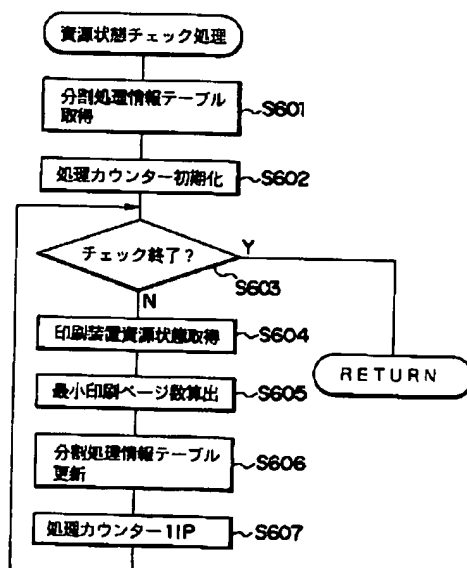 資源状態チェック処理
分割処理情報テーブル
取得
S601
処理カウンター初期化
S602
チェック終了?
Y
S603
N
印刷装置資源状態取得
S604
RETURN
最小印刷ページ数算出
S605
分割処理情報テーブル
更新
S606
処理カウンター1UP
S607